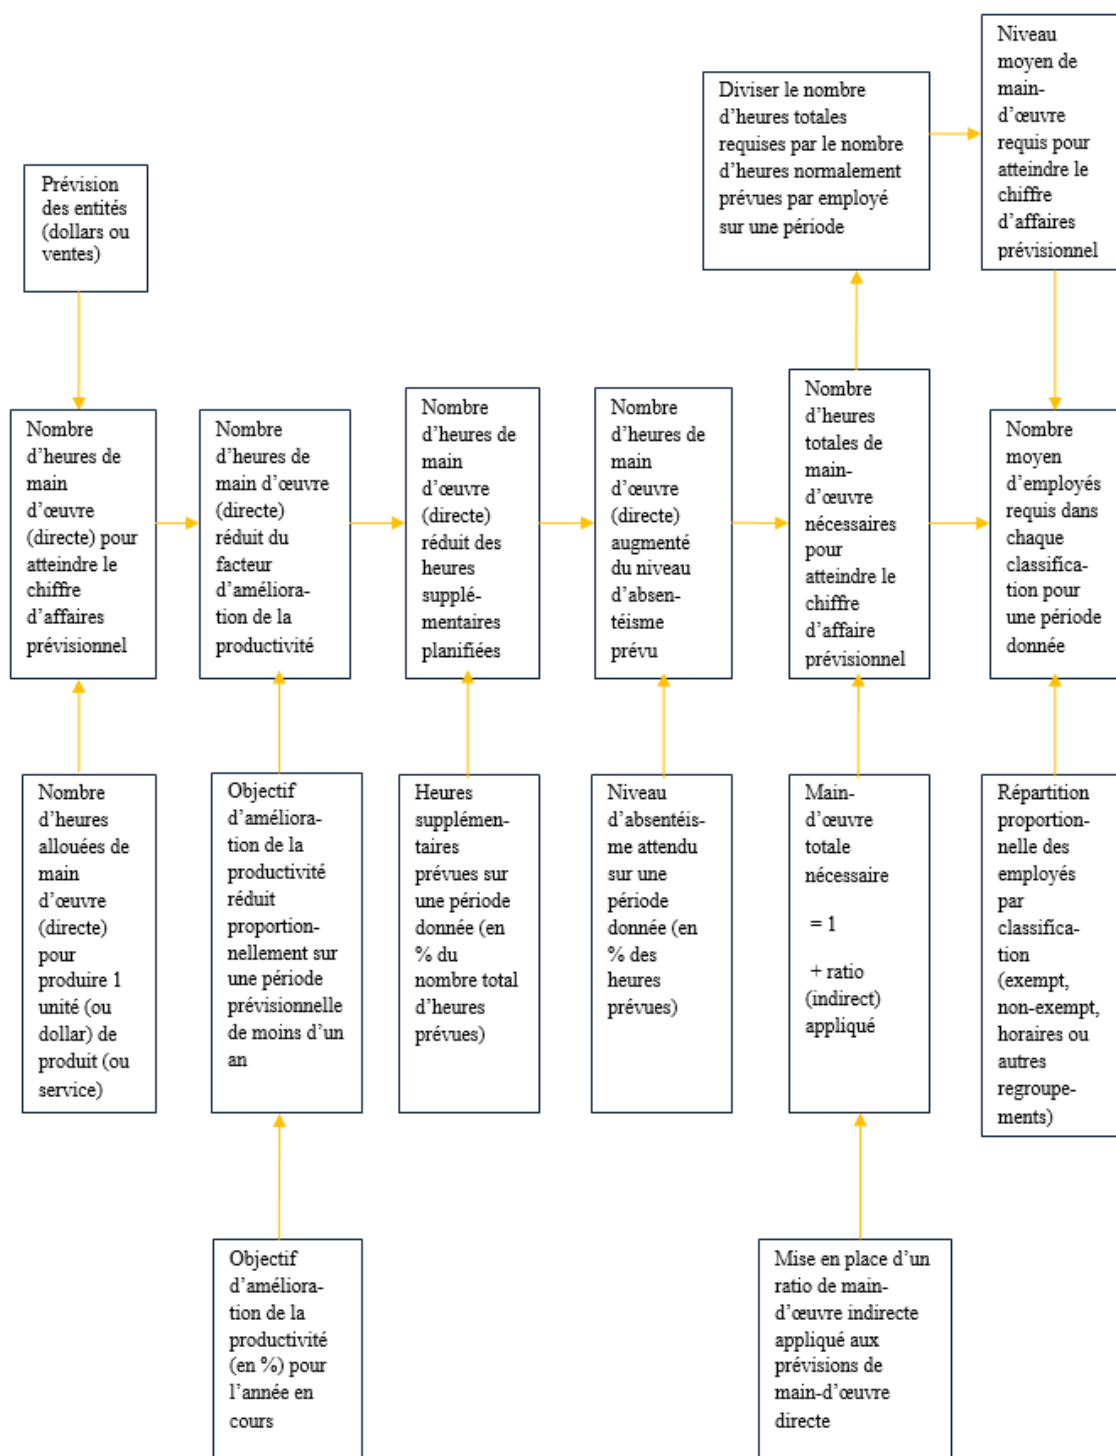 Niveau
moyen de
main-
d'œuvre
requis pour
atteindre le
chiffre
d'affaires
prévisionnel
Diviser le nombre
d'heures totales
requises par le nombre
d'heures normalement
prévues par employé
sur une période
Prévision
des entités
(dollars ou
ventes)
Nombre
d'heures de
main
d'œuvre
(directe) pour
atteindre le
chiffre
d'affaires
prévisionnel
Nombre
d'heures de
main d'œuvre
(directe)
réduit du
facteur
d'améliora-
tion de la
productivité
Nombre
d'heures de
main
d'œuvre
(directe)
réduit des
heures
supplé-
mentaires
planifiées
Nombre
d'heures de
main
d'œuvre
(directe)
augmenté
du niveau
d'absen-
téisme
prévu
Nombre
d'heures
totales de
main-
d'œuvre
nécessaires
pour
atteindre le
chiffre
d'affaire
prévisionnel
Nombre
moyen
d'employés
requis dans
chaque
classifica-
tion pour
une période
donnée
Nombre
d'heures
allouées de
main
d'œuvre
(directe)
pour
produire 1
unité (ou
dollar) de
produit (ou
service)
Objectif
d'améliora-
tion de la
productivité
réduit
proportion-
nellement sur
une période
prévisionnelle
de moins d'un
an
Heures
supplémen-
taires
prévues sur
une période
donnée (en
% du
nombre total
d'heures
prévues)
Niveau
d'absentéis-
me attendu
sur une
période
donnée (en
% des
heures
prévues)
Main-
d'œuvre
totale
nécessaire
= 1
+ ratio
(indirect)
appliqué
Répartition
proportion-
nelle des
employés
par
classifica-
tion
(exempt,
non-exempt,
horaires ou
autres
regroupe-
ments)
Objectif
d'améliora-
tion de la
productivité
(en %) pour
l'année en
cours
Mise en place d'un
ratio de main-
d'œuvre indirecte
appliqué aux
prévisions de
main-d'œuvre
directe